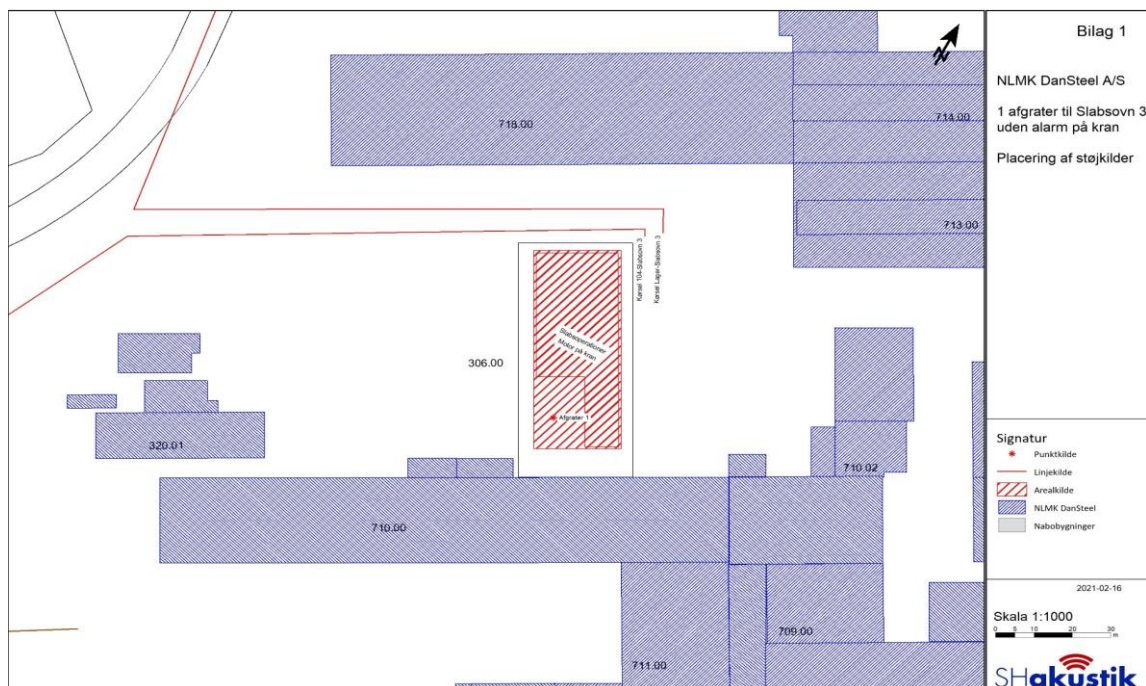 Bilag 1
NLMK DanSteel A/S
1 afgrater til Slabsovn 3
uden alarm på kran
Placering af støjkilder
N
718.00
714.00
713.00
Kørsel 104-Slabsovn 3
Kørsel Lager-Slabsovn 3
Slabsoperationer
Motor på kran
306.00
Afgrater 1
320.01
710.02
710.00
709.00
711.00
Signatur
Punktkilde
Linjekilde
Arealkilde
NLMK DanSteel
Nabobygninger
2021-02-16
Skala 1:1000
0 5 10 20 30
m
SHakustik